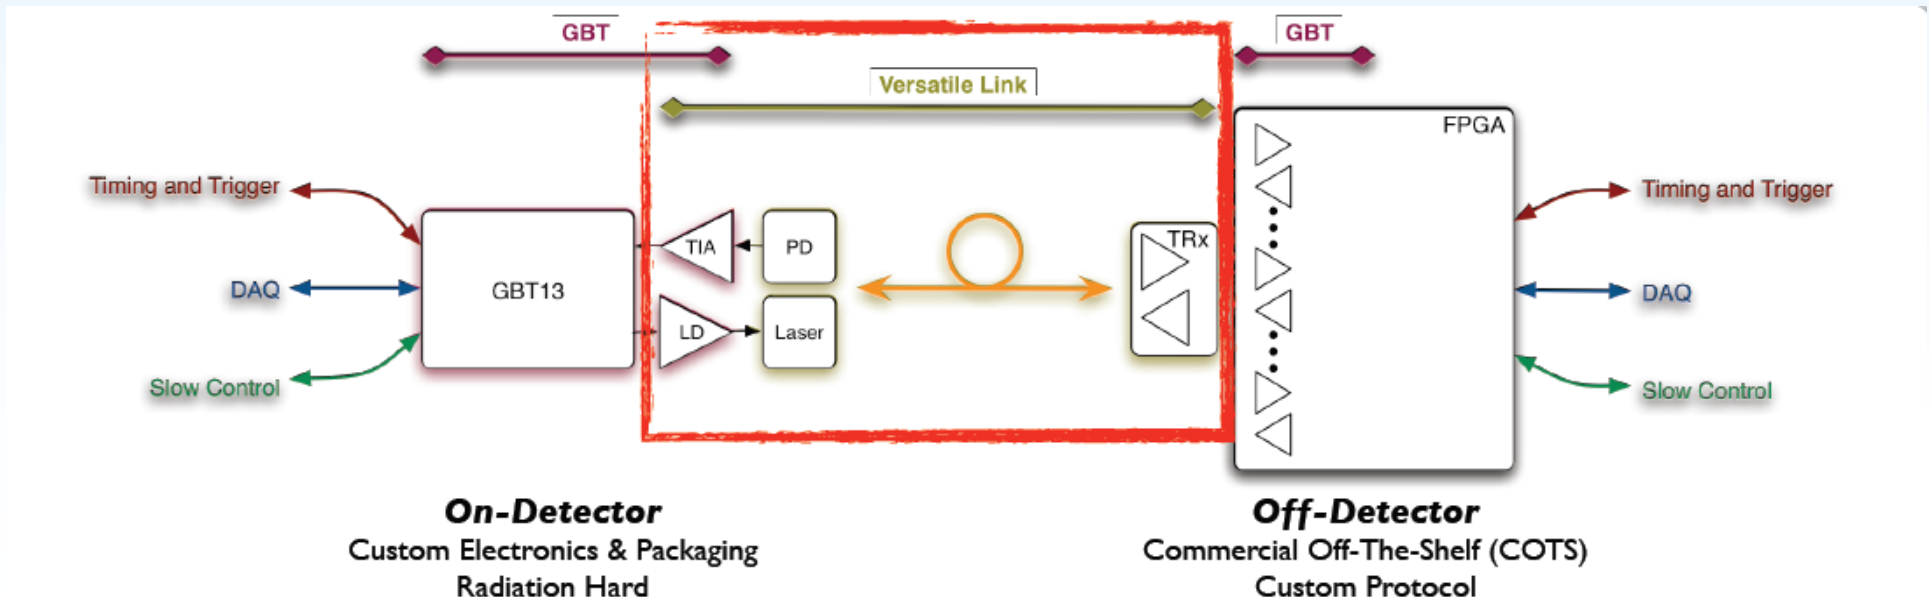 GBT
GBT
Versatile Link
FPGA
Timing and Trigger
Timing and Trigger
TIA
PD
TRx
DAQ
GBT13
DAQ
LD
Laser
Slow Control
Slow Control
On-Detector
Custom Electronics & Packaging
Radiation Hard
Off-Detector
Commercial Off-The-Shelf (COTS)
Custom Protocol